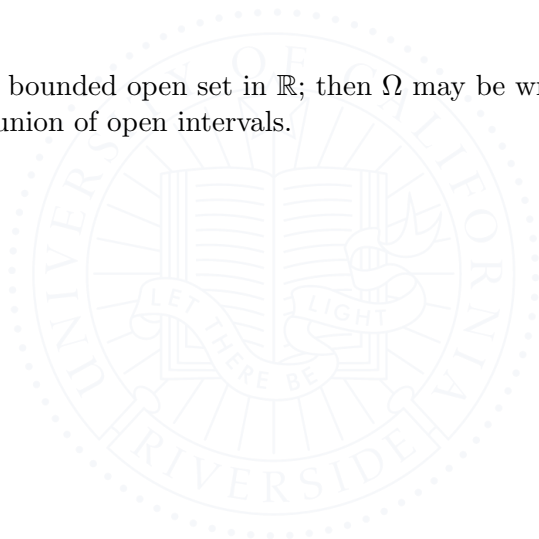 bounded open set in ℝ; then Ω may be
union of open intervals.
UNIVERSITY OF CALIFORNIA
LET THERE BE LIGHT
RIVERSIDE